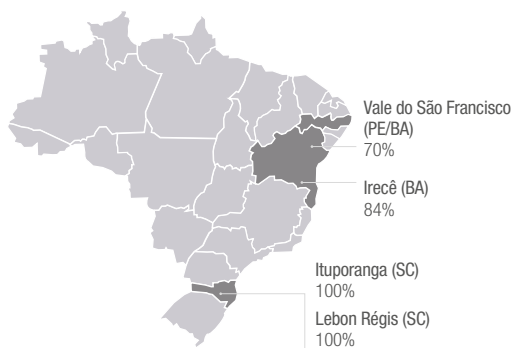 Vale do São Francisco
(PE/BA)
70%
Irecê (BA)
84%
Ituporanga (SC)
100%
Lebon Régis (SC)
100%